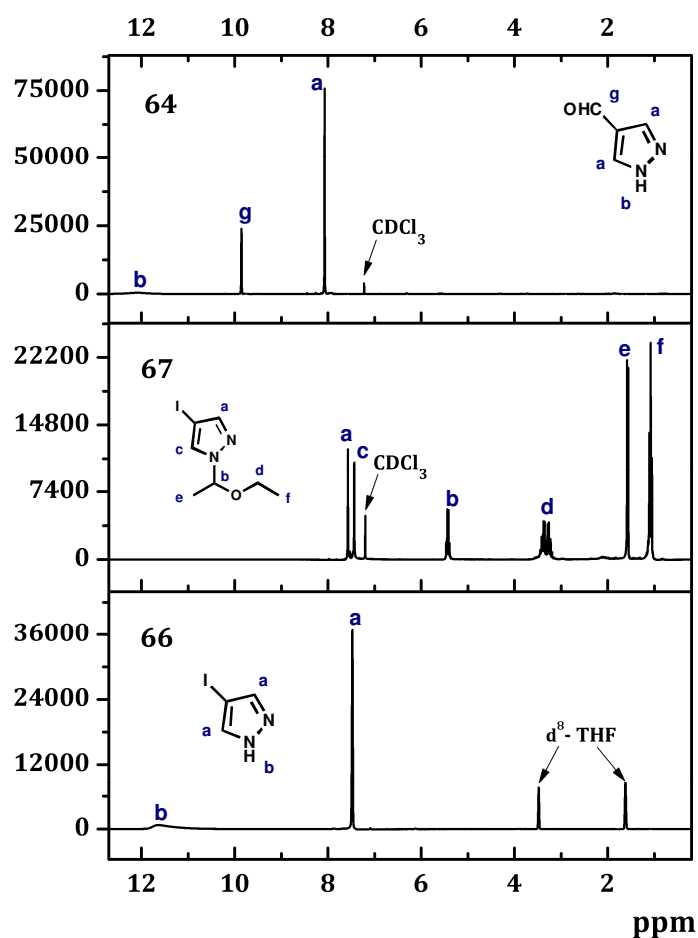 12 10 8 6 4 2
75000
50000
25000
0
64
b
g
a
CDCl3
OHC
g
a
a
N
N
H
b
22200
14800
7400
0
67
I
a
c
N
N
b
d
e
O
f
a
c
CDCl3
b
d
e
f
36000
24000
12000
0
66
I
a
a
N
N
H
b
b
a
d8- THF
12 10 8 6 4 2
ppm